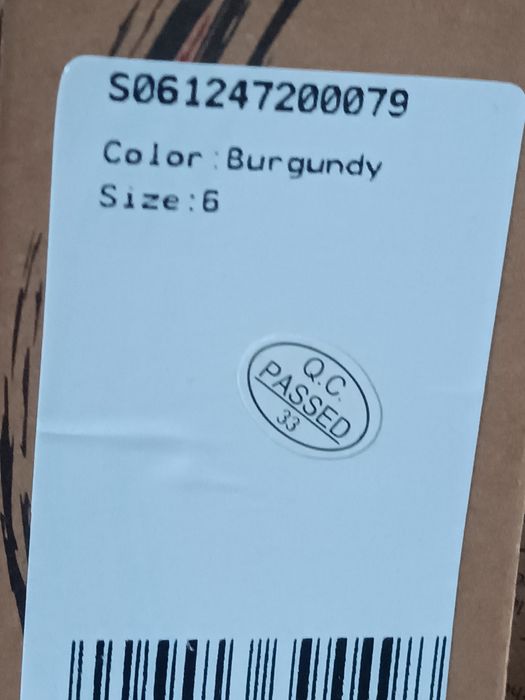 S061247200079
Color:Burgundy
Size:6
Q.C.
PASSED
33